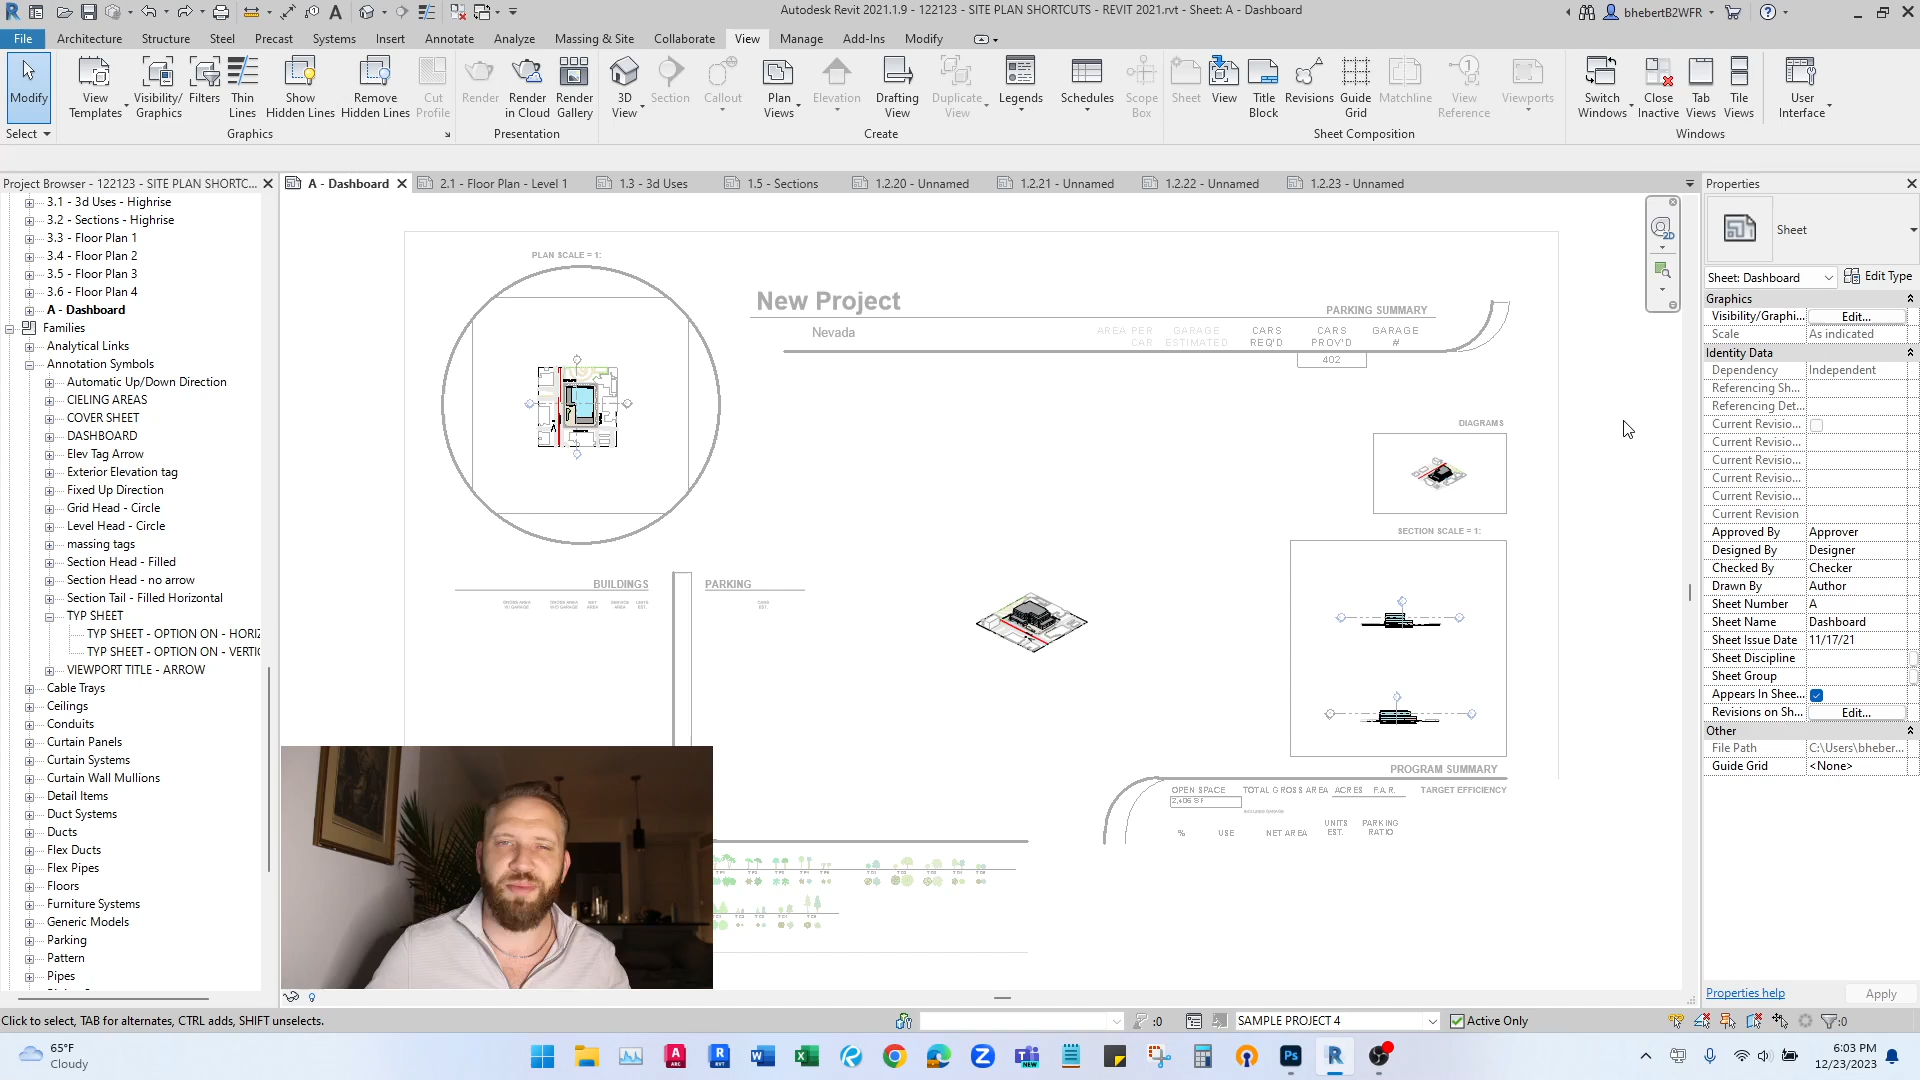 Autodesk Revit 2021.1.9 - 122123 - SITE PLAN SHORTCUTS - REVIT 2021.rvt - Sheet: A - Dashboard
bhebertB2WFR
File Architecture Structure Steel Precast Systems Insert Annotate Analyze Massing & Site Collaborate View Manage Add-Ins Modify
Modify
View Templates
Visibility/ Graphics
Filters
Thin Lines
Show Hidden Lines
Remove Hidden Lines
Cut Profile
Render
Render in Cloud
Render Gallery
3D View
Section
Callout
Plan Views
Elevation
Drafting View
Duplicate View
Legends
Schedules
Scope Box
Sheet
View
Title Block
Revisions
Guide Grid
Matchline
View Reference
Viewports
Switch Windows
Close Inactive
Tab Views
Tile Views
User Interface
Select Graphics Presentation Create Sheet Composition Windows
Project Browser - 122123 - SITE PLAN SHORTC...
A - Dashboard
2.1 - Floor Plan - Level 1
1.3 - 3d Uses
1.5 - Sections
1.2.20 - Unnamed
1.2.21 - Unnamed
1.2.22 - Unnamed
1.2.23 - Unnamed
3.1 - 3d Uses - Highrise
3.2 - Sections - Highrise
3.3 - Floor Plan 1
3.4 - Floor Plan 2
3.5 - Floor Plan 3
3.6 - Floor Plan 4
A - Dashboard
Families
Analytical Links
Annotation Symbols
Automatic Up/Down Direction
CIELING AREAS
COVER SHEET
DASHBOARD
Elev Tag Arrow
Exterior Elevation tag
Fixed Up Direction
Grid Head - Circle
Level Head - Circle
massing tags
Section Head - Filled
Section Head - no arrow
Section Tail - Filled Horizontal
TYP SHEET
TYP SHEET - OPTION ON - HORIZ
TYP SHEET - OPTION ON - VERTIC
VIEWPORT TITLE - ARROW
Cable Trays
Ceilings
Conduits
Curtain Panels
Curtain Systems
Curtain Wall Mullions
Detail Items
Duct Systems
Ducts
Flex Ducts
Flex Pipes
Floors
Furniture Systems
Generic Models
Parking
Pattern
Pipes
PLAN SCALE = 1:
New Project
Nevada
PARKING SUMMARY
AREA PER CAR
GARAGE ESTIMATED
CARS REQ'D
CARS PROV'D
GARAGE #
402
DIAGRAMS
SECTION SCALE = 1:
BUILDINGS
PARKING
PROGRAM SUMMARY
OPEN SPACE TOTAL GROSS AREA ACRES F.A.R. TARGET EFFICIENCY
2,406 SF
% USE NET AREA UNITS EST. PARKING RATIO
2D
Properties
Sheet
Sheet: Dashboard
Edit Type
Graphics
Visibility/Graphi... Edit...
Scale As indicated
Identity Data
Dependency Independent
Referencing Sh...
Referencing Det...
Current Revisio...
Current Revisio...
Current Revisio...
Current Revisio...
Current Revisio...
Current Revision
Approved By Approver
Designed By Designer
Checked By Checker
Drawn By Author
Sheet Number A
Sheet Name Dashboard
Sheet Issue Date 11/17/21
Sheet Discipline
Sheet Group
Appears In Shee...
Revisions on Sh... Edit...
Other
File Path C:\Users\bheber...
Guide Grid <None>
Properties help
Apply
Click to select, TAB for alternates, CTRL adds, SHIFT unselects.
:0
SAMPLE PROJECT 4
Active Only
:0
65°F
Cloudy
6:03 PM
12/23/2023